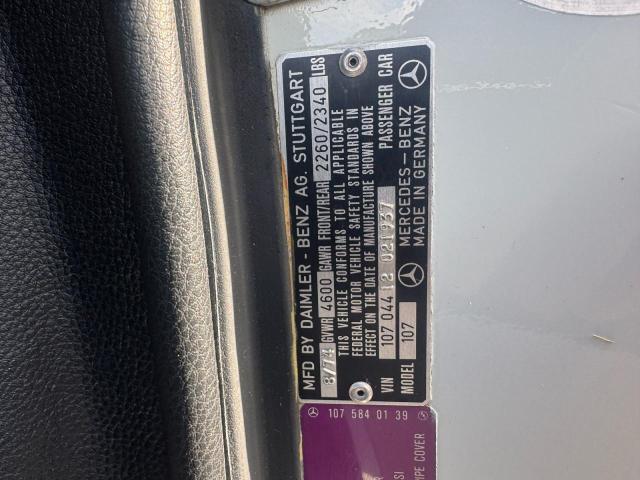 MFD BY DAIMLER - BENZ AG. STUTTGART
8/74 GVWR 4600 GAWR FRONT/REAR 2260/2340 LBS
THIS VEHICLE CONFORMS TO ALL APPLICABLE
FEDERAL MOTOR VEHICLE SAFETY STANDARDS IN
EFFECT ON THE DATE OF MANUFACTURE SHOWN ABOVE
VIN 107 044 12 021937 PASSENGER CAR
MODEL 107 MERCEDES-BENZ
MADE IN GERMANY
107 584 01 39